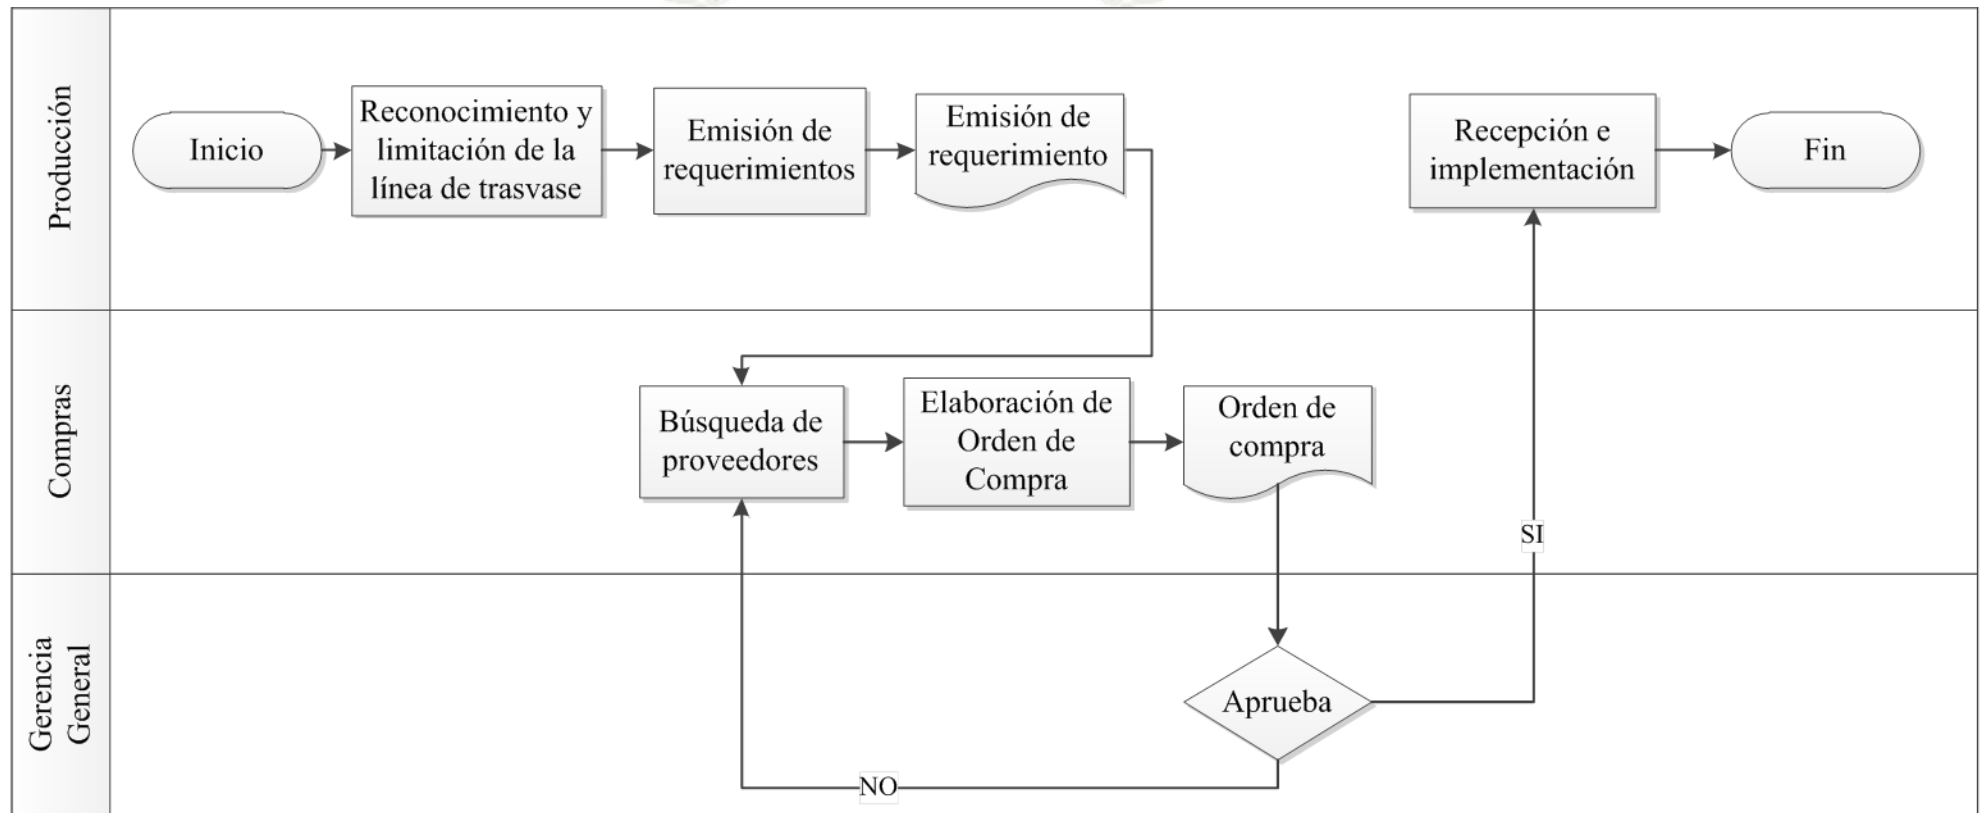 Producción
Inicio
Reconocimiento y
limitación de la
línea de trasvase
Emisión de
requerimientos
Emisión de
requerimiento
Recepción e
implementación
Fin
Compras
Búsqueda de
proveedores
Elaboración de
Orden de
Compra
Orden de
compra
SI
Gerencia
General
Aprueba
NO